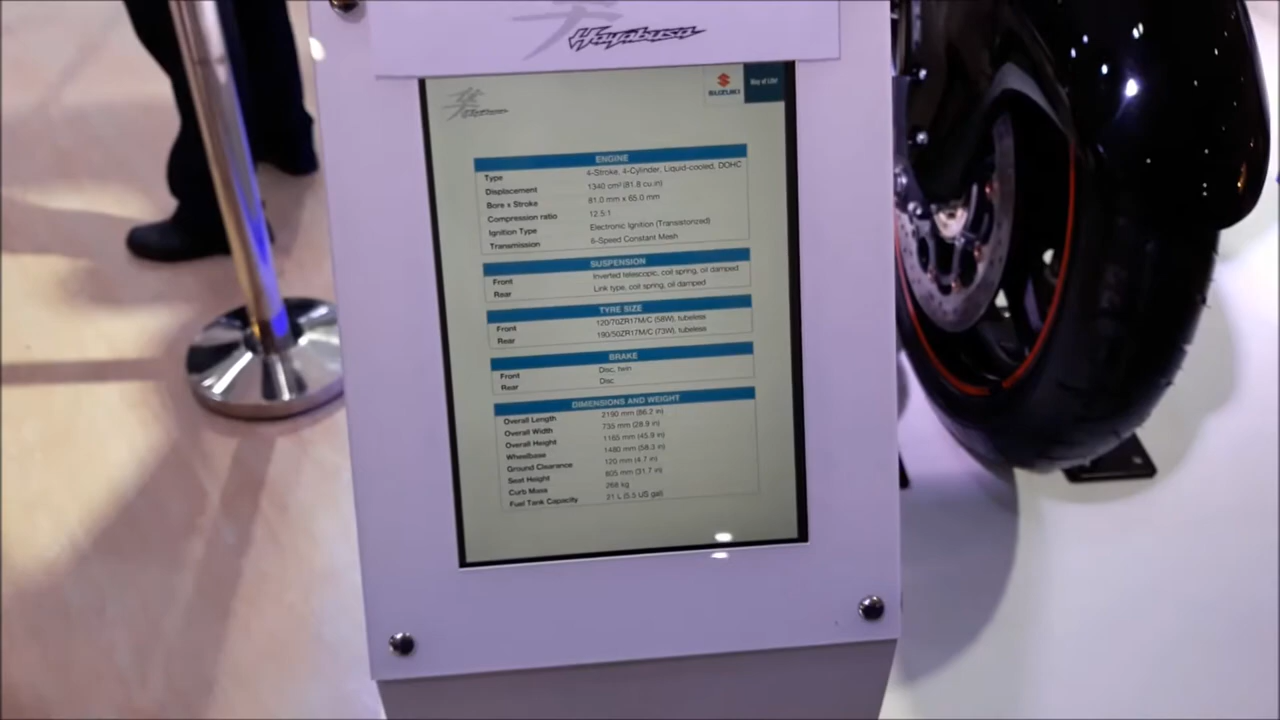 Hayabusa
隼
Hayabusa
SUZUKI
Way of Life!
ENGINE
Type 4-Stroke, 4-Cylinder, Liquid-cooled, DOHC
Displacement 1340 cm³ (81.8 cu in)
Bore x Stroke 81.0 mm x 65.0 mm
Compression ratio 12.5:1
Ignition Type Electronic Ignition (Transistorized)
Transmission 6-Speed Constant Mesh
SUSPENSION
Front Inverted telescopic, coil spring, oil damped
Rear Link type, coil spring, oil damped
TYRE SIZE
Front 120/70ZR17M/C (58W), tubeless
Rear 190/50ZR17M/C (73W), tubeless
BRAKE
Front Disc, twin
Rear Disc
DIMENSIONS AND WEIGHT
Overall Length 2190 mm (86.2 in)
Overall Width 735 mm (28.9 in)
Overall Height 1165 mm (45.9 in)
Wheelbase 1480 mm (58.3 in)
Ground Clearance 120 mm (4.7 in)
Seat Height 805 mm (31.7 in)
Curb Mass 268 kg
Fuel Tank Capacity 21 L (5.5 US gal)